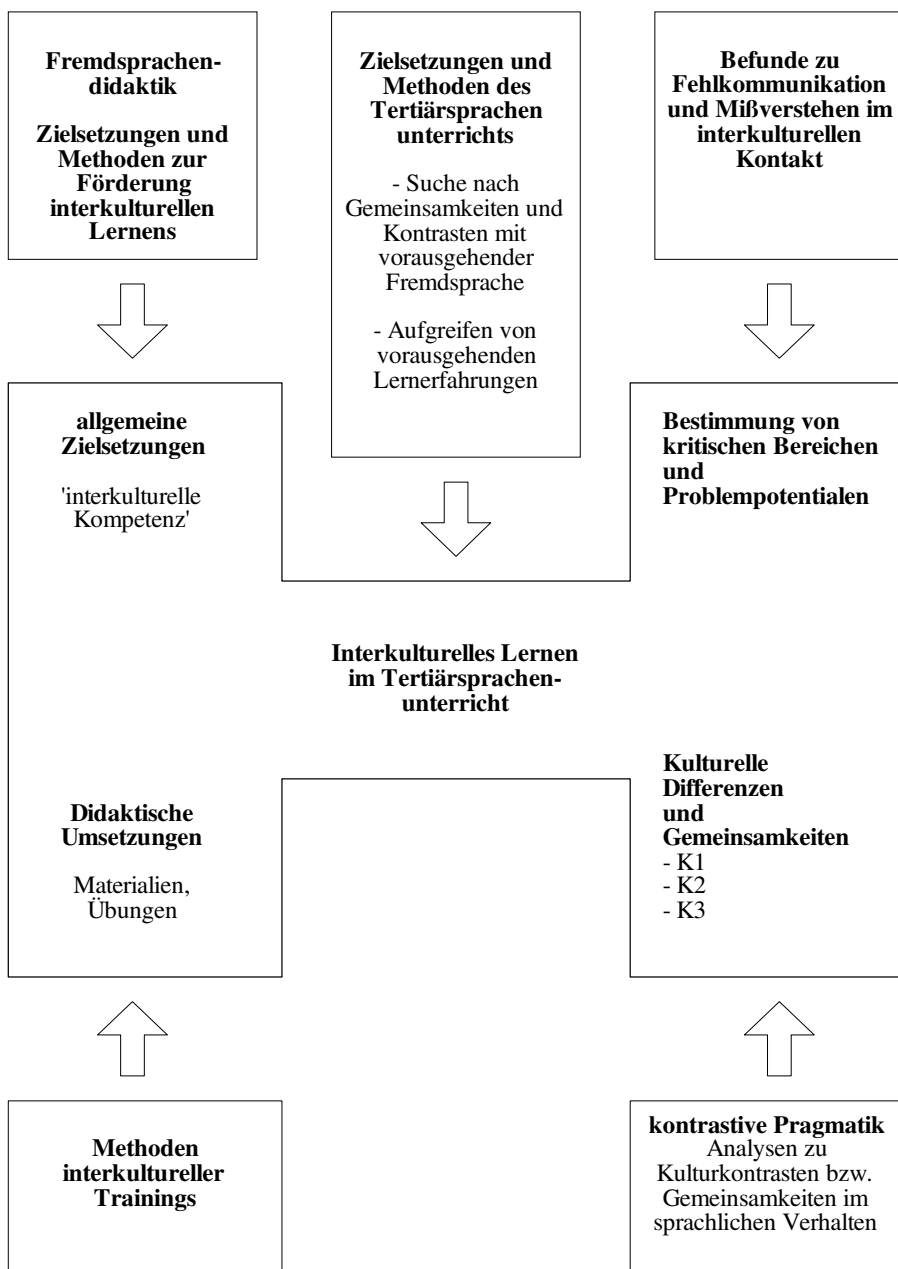 Fremdsprachen-
didaktik
Zielsetzungen und
Methoden zur
Förderung
interkulturellen
Lernens
Zielsetzungen und
Methoden des
Tertiärsprachen
unterrichts
- Suche nach
Gemeinsamkeiten und
Kontrasten mit
vorausgehender
Fremdsprache
- Aufgreifen von
vorausgehenden
Lernerfahrungen
Befunde zu
Fehlkommunikation
und Mißverstehen im
interkulturellen
Kontakt
allgemeine
Zielsetzungen
'interkulturelle
Kompetenz'
Bestimmung von
kritischen Bereichen
und
Problempotentialen
Interkulturelles Lernen
im Tertiärsprachen-
unterricht
Didaktische
Umsetzungen
Materialien,
Übungen
Kulturelle
Differenzen
und
Gemeinsamkeiten
- K1
- K2
- K3
Methoden
interkultureller
Trainings
kontrastive Pragmatik
Analysen zu
Kulturkontrasten bzw.
Gemeinsamkeiten im
sprachlichen Verhalten